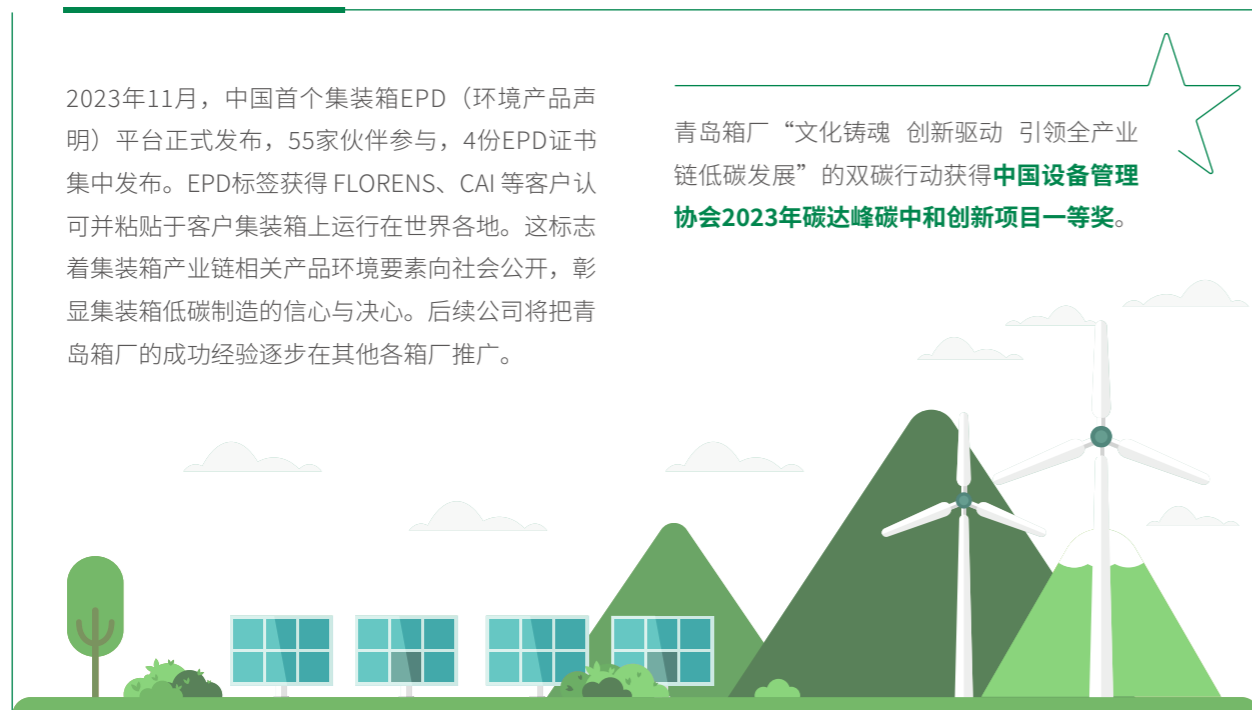 2023年11月，中国首个集装箱EPD（环境产品声
明）平台正式发布，55家伙伴参与，4份EPD证书
集中发布。EPD标签获得 FLORENS、CAI 等客户认
可并粘贴于客户集装箱上运行在世界各地。这标志
着集装箱产业链相关产品环境要素向社会公开，彰
显集装箱低碳制造的信心与决心。后续公司将把青
岛箱厂的成功经验逐步在其他各箱厂推广。
青岛箱厂“文化铸魂 创新驱动 引领全产业
链低碳发展”的双碳行动获得中国设备管理
协会2023年碳达峰碳中和创新项目一等奖。